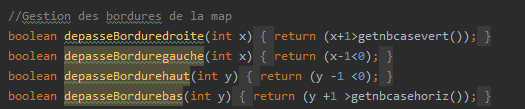 //Gestion des bordures de la map
boolean depasseBorduredroite(int x) { return (x+1>getnbcasevert()); }
boolean depasseBorduregauche(int x) { return (x-1<0); }
boolean depasseBordurehaut(int y) { return (y -1 <0); }
boolean depasseBordurebas(int y) { return (y +1 >getnbcasehoriz()); }